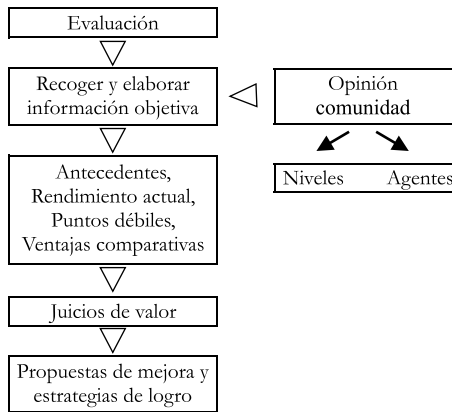 Evaluación
Recoger y elaborar
información objetiva
Opinión
comunidad
Niveles Agentes
Antecedentes,
Rendimiento actual,
Puntos débiles,
Ventajas comparativas
Juicios de valor
Propuestas de mejora y
estrategias de logro